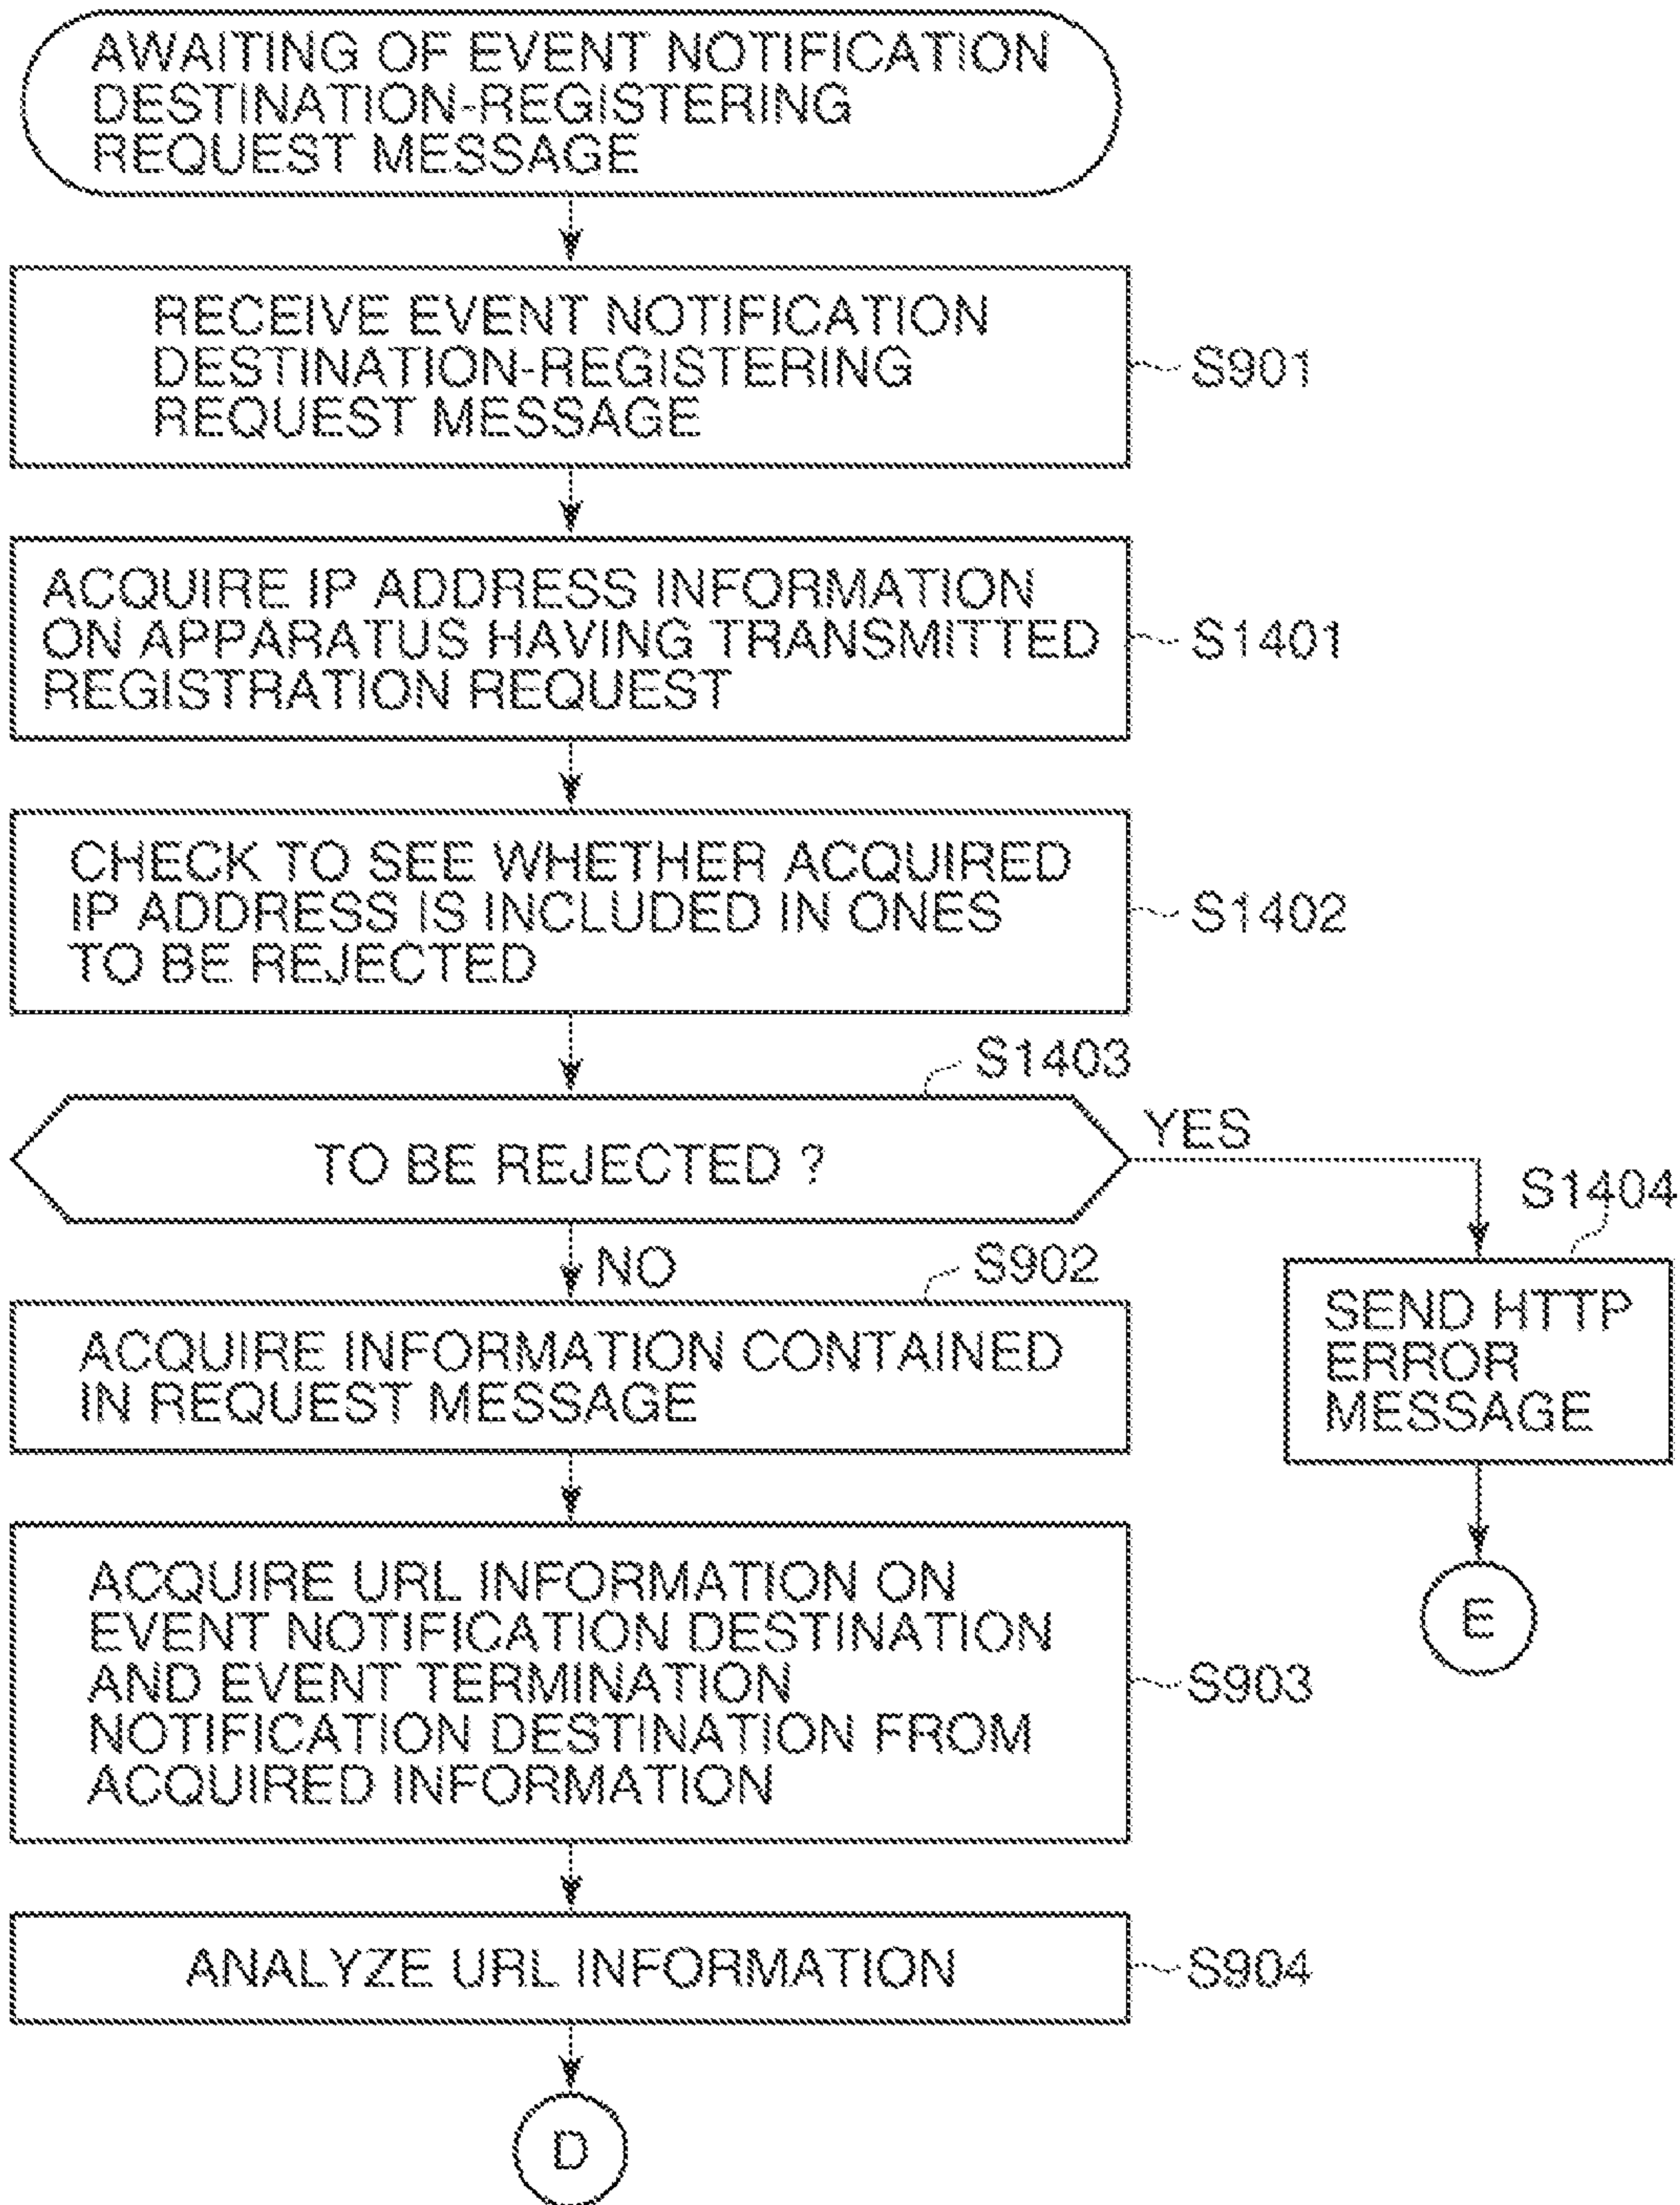 AWAITING OF EVENT NOTIFICATION
DESTINATION-REGISTERING
REQUEST MESSAGE
RECEIVE EVENT NOTIFICATION
DESTINATION-REGISTERING
REQUEST MESSAGE
S901
ACQUIRE IP ADDRESS INFORMATION
ON APPARATUS HAVING TRANSMITTED
REGISTRATION REQUEST
S1401
CHECK TO SEE WHETHER ACQUIRED
IP ADDRESS IS INCLUDED IN ONES
TO BE REJECTED
S1402
S1403
TO BE REJECTED ?
YES
S1404
SEND HTTP
ERROR
MESSAGE
E
NO
S902
ACQUIRE INFORMATION CONTAINED
IN REQUEST MESSAGE
ACQUIRE URL INFORMATION ON
EVENT NOTIFICATION DESTINATION
AND EVENT TERMINATION
NOTIFICATION DESTINATION FROM
ACQUIRED INFORMATION
S903
ANALYZE URL INFORMATION
S904
D